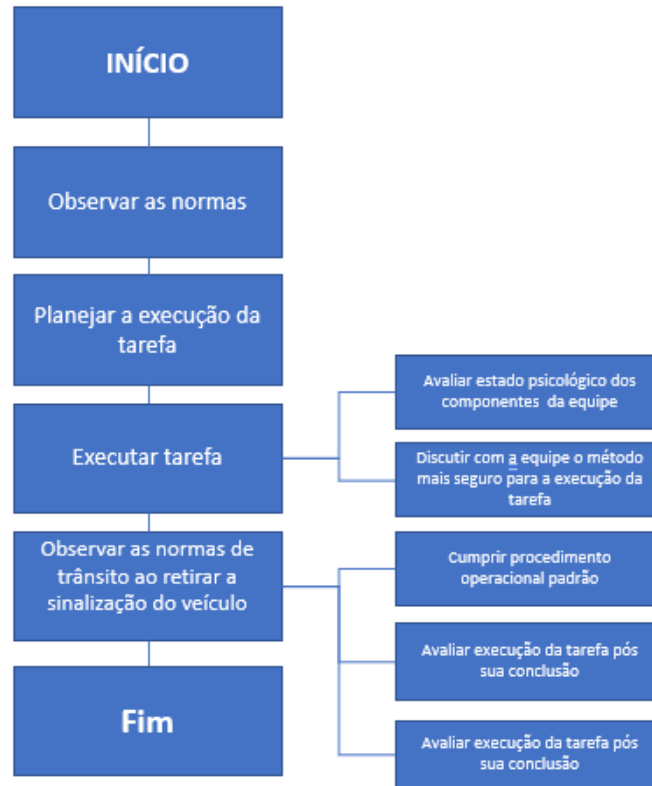 INÍCIO
Observar as normas
Planejar a execução da
tarefa
Executar tarefa
Avaliar estado psicológico dos
componentes da equipe
Discutir com a equipe o método
mais seguro para a execução da
tarefa
Observar as normas de
trânsito ao retirar a
sinalização do veículo
Cumprir procedimento
operacional padrão
Avaliar execução da tarefa pós
sua conclusão
Avaliar execução da tarefa pós
sua conclusão
Fim